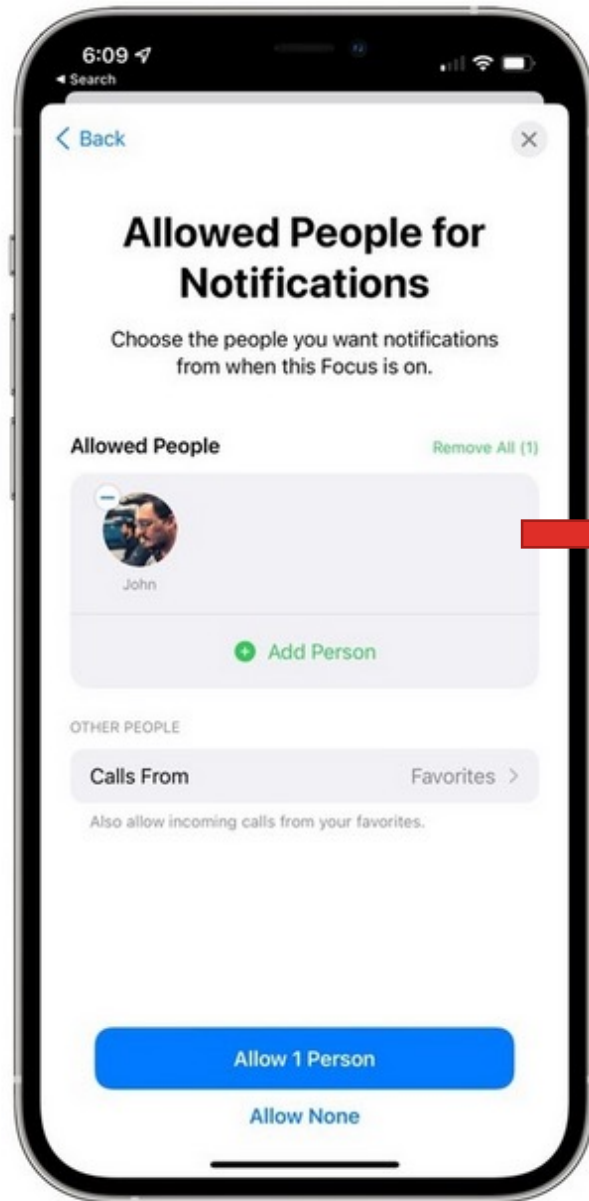 6:09
Search
Back
Allowed People for
Notifications
Choose the people you want notifications
from when this Focus is on.
Allowed People
Remove All (1)
John
Add Person
OTHER PEOPLE
Calls From
Favorites
Also allow incoming calls from your favorites.
Allow 1 Person
Allow None